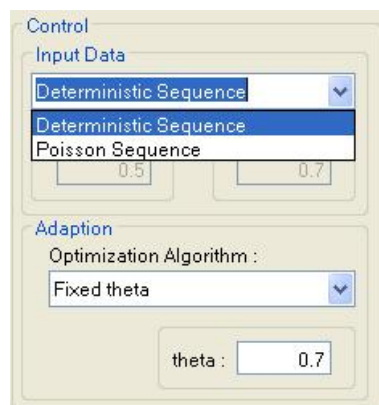 Control
Input Data
Deterministic Sequence
Deterministic Sequence
Poisson Sequence
0.5 0.7
Adaption
Optimization Algorithm :
Fixed theta
theta : 0.7